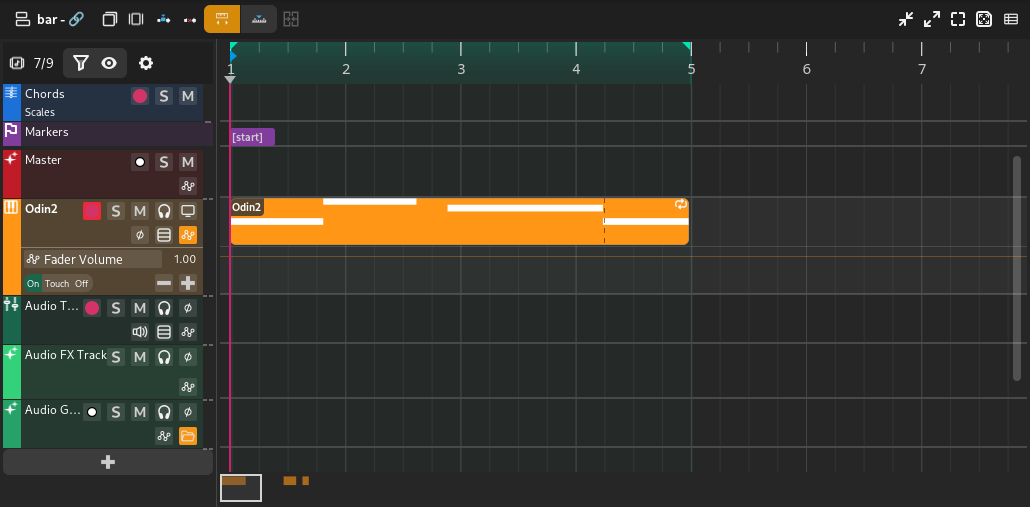 bar -
7/9
1 2 3 4 5 6 7
Chords
S M
Scales
Markers
[start]
Master
S M
Odin2
S M
Odin2
Fader Volume 1.00
On Touch Off
Audio T...
S M
Audio FX Track
S M
Audio G...
S M